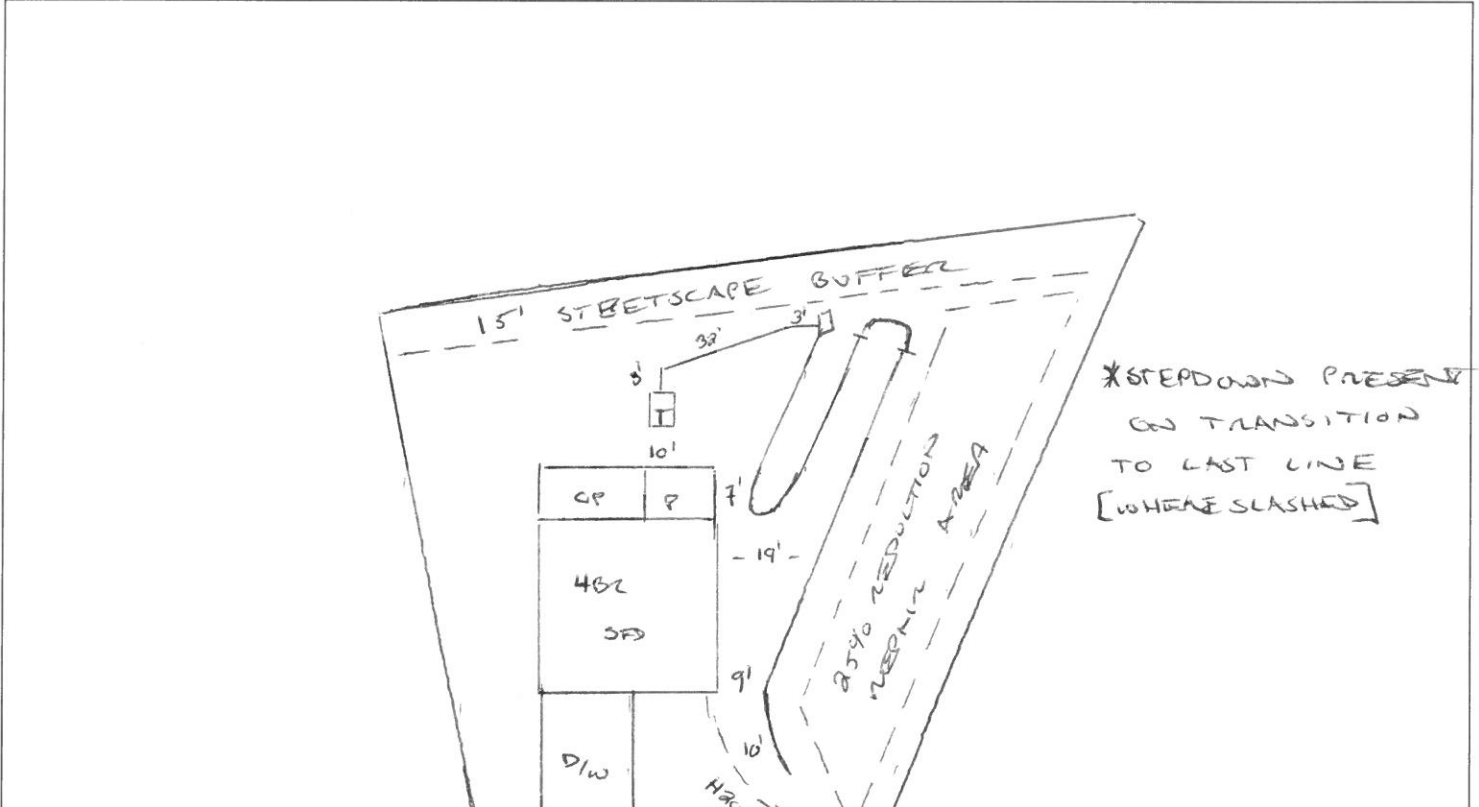 15' STREETSCAPE BUFFER
3'
32'
3'
T
*STEPDOWN PRESENT
ON TRANSITION
TO LAST LINE
[WHERE SLASHED]
10'
CP
P
7'
- 19' -
4BR
SFD
25% REDUCTION
REPAIR AREA
9'
10'
D/W